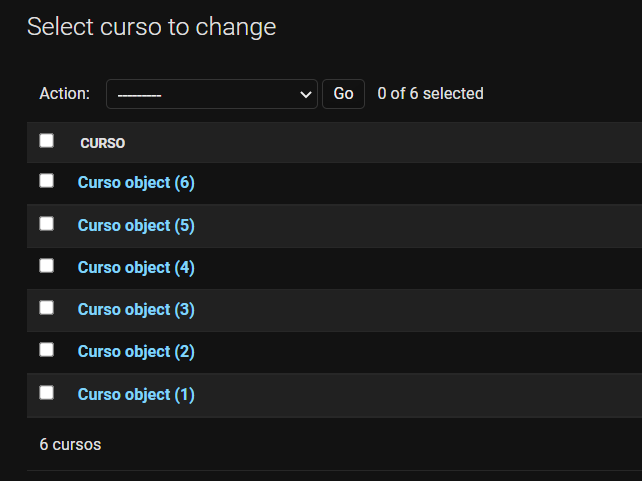 Select curso to change
Action: --------- Go 0 of 6 selected
CURSO
Curso object (6)
Curso object (5)
Curso object (4)
Curso object (3)
Curso object (2)
Curso object (1)
6 cursos